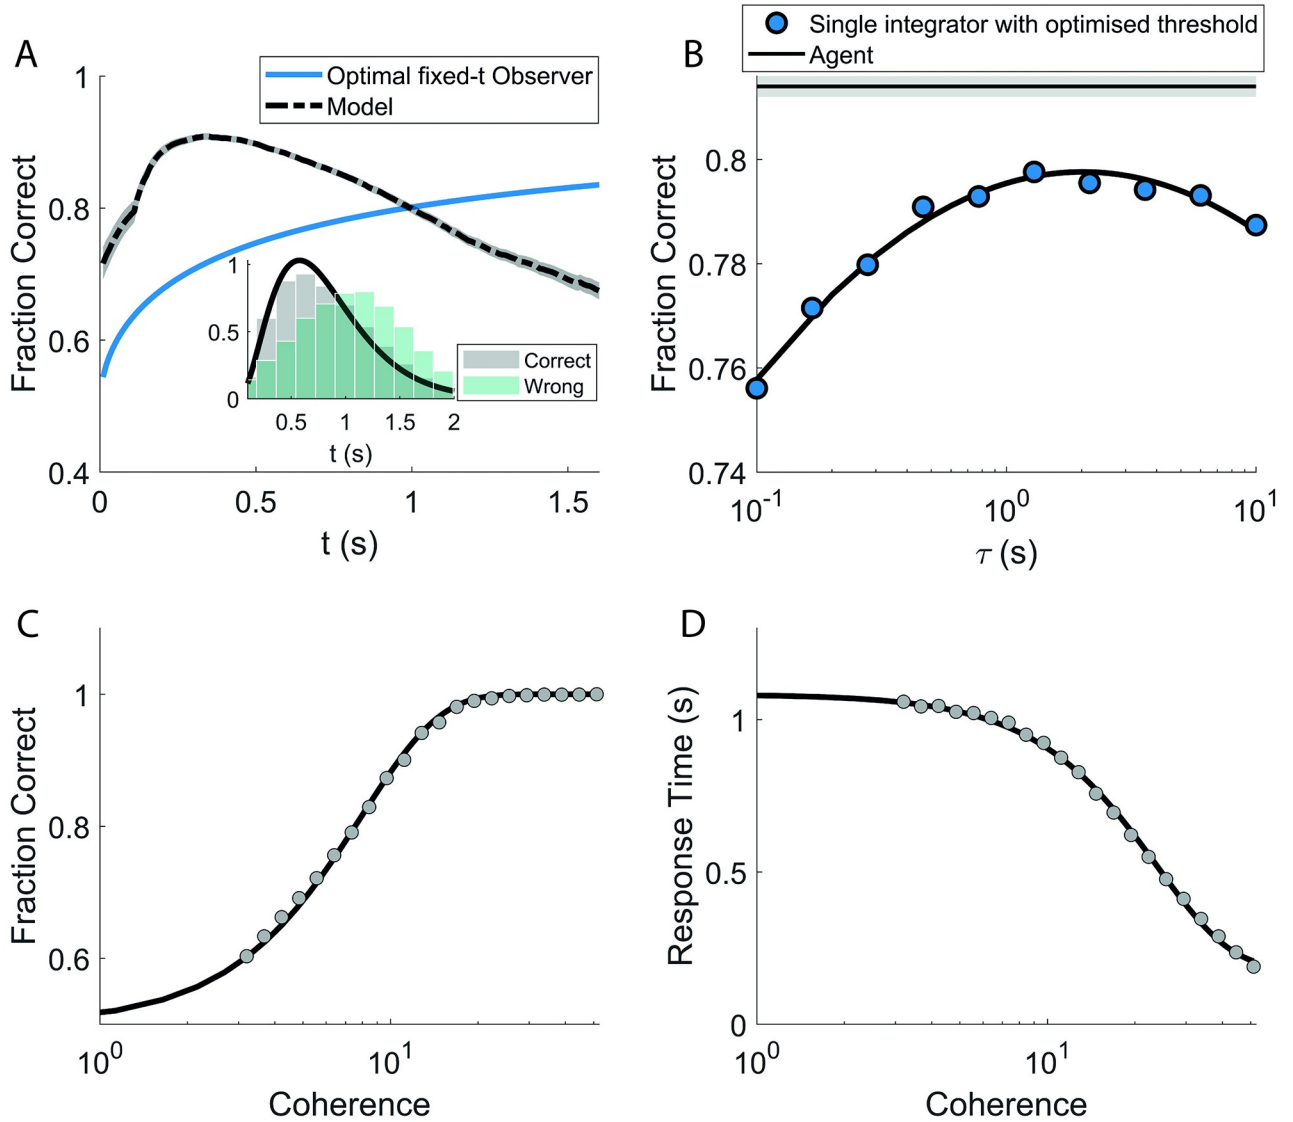 A
Optimal fixed-t Observer
Model
Fraction Correct
1
0.8
0.6
0.4
0
0.5
1
1.5
t (s)
1
0.5
0
0.5
1
1.5
2
t (s)
Correct
Wrong
B
Single integrator with optimised threshold
Agent
Fraction Correct
0.8
0.78
0.76
0.74
10⁻¹
10⁰
10¹
τ (s)
C
Fraction Correct
1
0.8
0.6
10⁰
10¹
Coherence
D
Response Time (s)
1
0.5
0
10⁰
10¹
Coherence